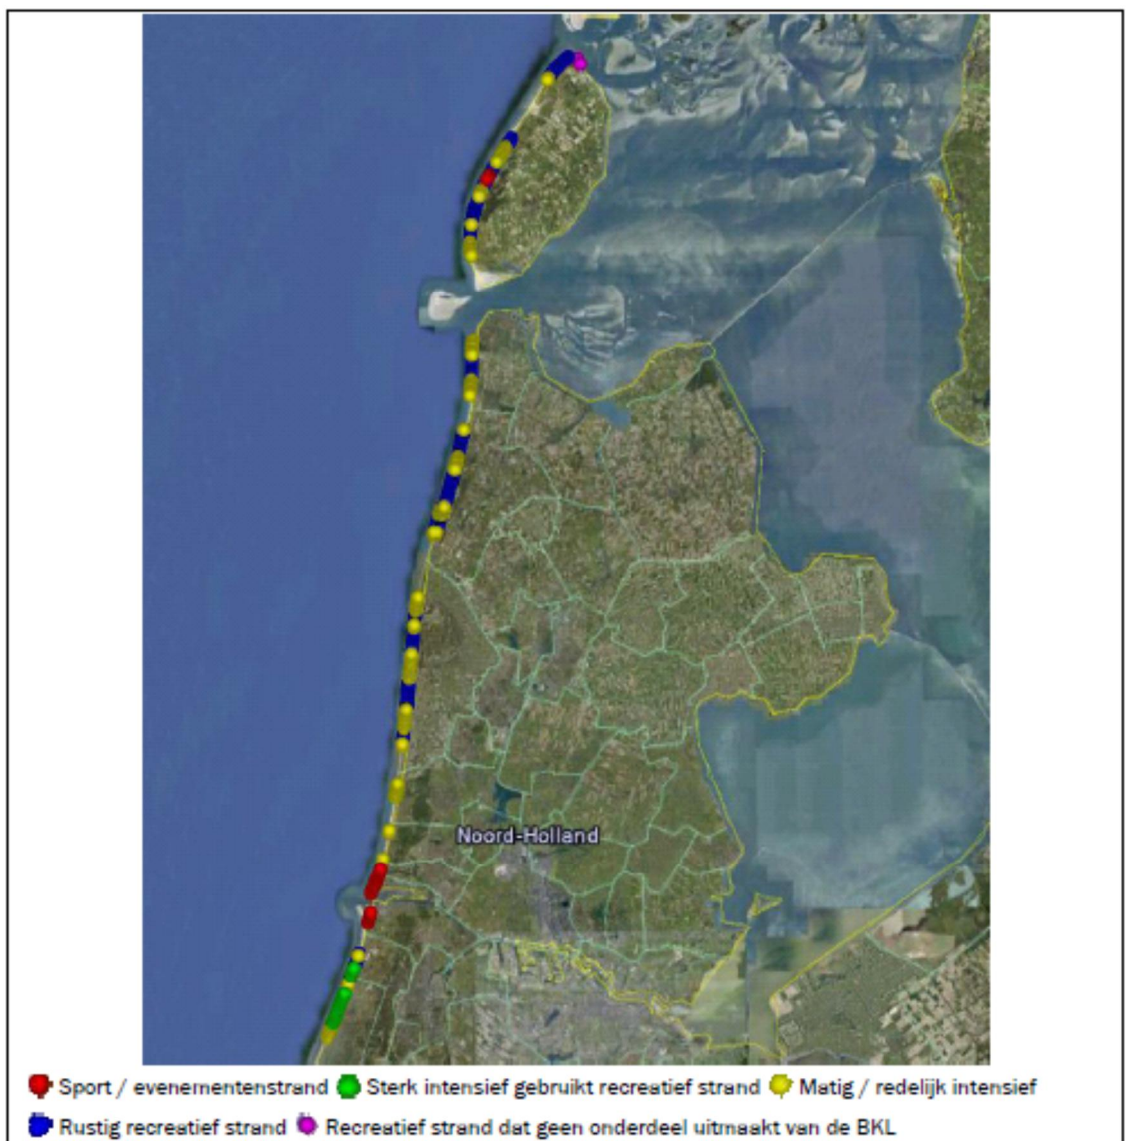 Noord-Holland
Sport / evenementenstrand Sterk intensief gebruikt recreatief strand Matig / redelijk intensief
Rustig recreatief strand Recreatief strand dat geen onderdeel uitmaakt van de BKL